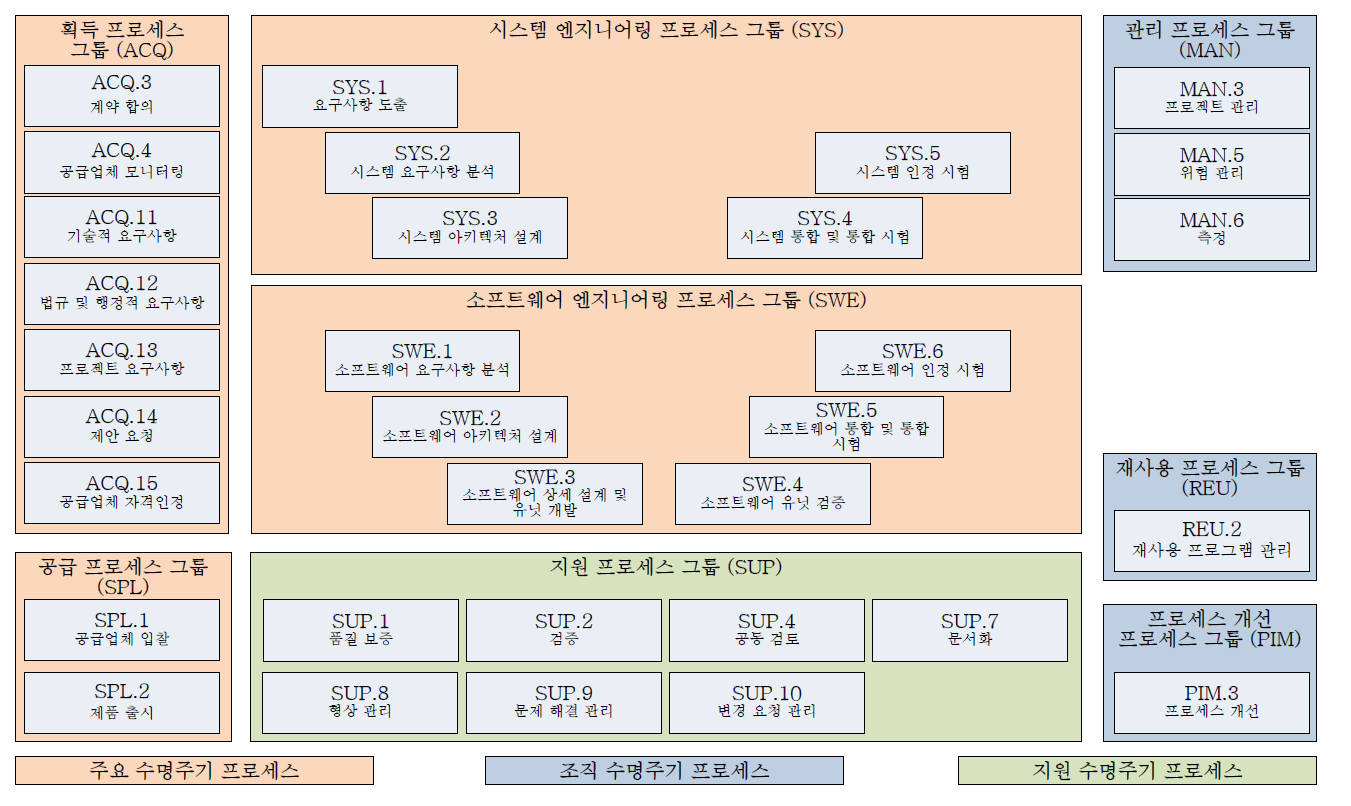 획득 프로세스
그룹 (ACQ)
ACQ.3
계약 합의
ACQ.4
공급업체 모니터링
ACQ.11
기술적 요구사항
ACQ.12
법규 및 행정적 요구사항
ACQ.13
프로젝트 요구사항
ACQ.14
제안 요청
ACQ.15
공급업체 자격인정
시스템 엔지니어링 프로세스 그룹 (SYS)
SYS.1
요구사항 도출
SYS.2
시스템 요구사항 분석
SYS.5
시스템 인정 시험
SYS.3
시스템 아키텍처 설계
SYS.4
시스템 통합 및 통합 시험
관리 프로세스 그룹
(MAN)
MAN.3
프로젝트 관리
MAN.5
위험 관리
MAN.6
측정
소프트웨어 엔지니어링 프로세스 그룹 (SWE)
SWE.1
소프트웨어 요구사항 분석
SWE.6
소프트웨어 인정 시험
SWE.2
소프트웨어 아키텍처 설계
SWE.5
소프트웨어 통합 및 통합
시험
SWE.3
소프트웨어 상세 설계 및
유닛 개발
SWE.4
소프트웨어 유닛 검증
재사용 프로세스 그룹
(REU)
REU.2
재사용 프로그램 관리
공급 프로세스 그룹
(SPL)
SPL.1
공급업체 입찰
SPL.2
제품 출시
지원 프로세스 그룹 (SUP)
SUP.1
품질 보증
SUP.2
검증
SUP.4
공동 검토
SUP.7
문서화
SUP.8
형상 관리
SUP.9
문제 해결 관리
SUP.10
변경 요청 관리
프로세스 개선
프로세스 그룹 (PIM)
PIM.3
프로세스 개선
주요 수명주기 프로세스
조직 수명주기 프로세스
지원 수명주기 프로세스